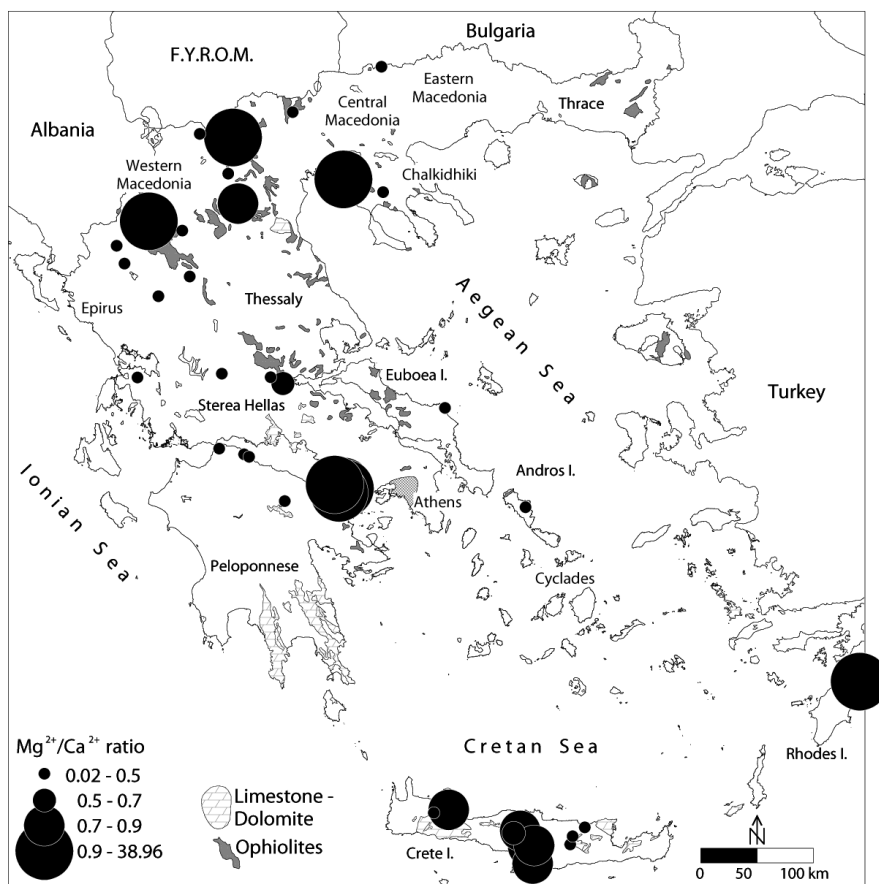 Bulgaria
F.Y.R.O.M.
Eastern
Macedonia
Central
Macedonia
Thrace
Albania
Western
Macedonia
Chalkidhiki
Thessaly
Epirus
Aegean Sea
Euboea I.
Turkey
Sterea Hellas
Ionian Sea
Andros I.
Athens
Peloponnese
Cyclades
Rhodes I.
Cretan Sea
Crete I.
Mg²⁺/Ca²⁺ ratio
0.02 - 0.5
0.5 - 0.7
0.7 - 0.9
0.9 - 38.96
Limestone -
Dolomite
Ophiolites
N
0 50 100 km